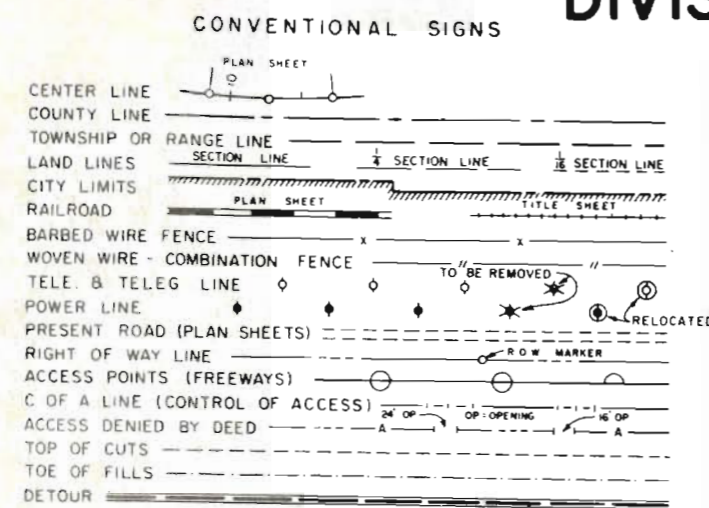 DIVIS
CONVENTIONAL SIGNS
PLAN SHEET
10
CENTER LINE
COUNTY LINE
TOWNSHIP OR RANGE LINE
LAND LINES SECTION LINE 1/4 SECTION LINE 1/16 SECTION LINE
CITY LIMITS
RAILROAD PLAN SHEET TITLE SHEET
BARBED WIRE FENCE x x
WOVEN WIRE - COMBINATION FENCE // //
TELE. & TELEG LINE TO BE REMOVED
POWER LINE RELOCATED
PRESENT ROAD (PLAN SHEETS)
RIGHT OF WAY LINE R O W MARKER
ACCESS POINTS (FREEWAYS)
C OF A LINE (CONTROL OF ACCESS)
24' OP OP = OPENING 16' OP
ACCESS DENIED BY DEED A A
TOP OF CUTS
TOE OF FILLS
DETOUR